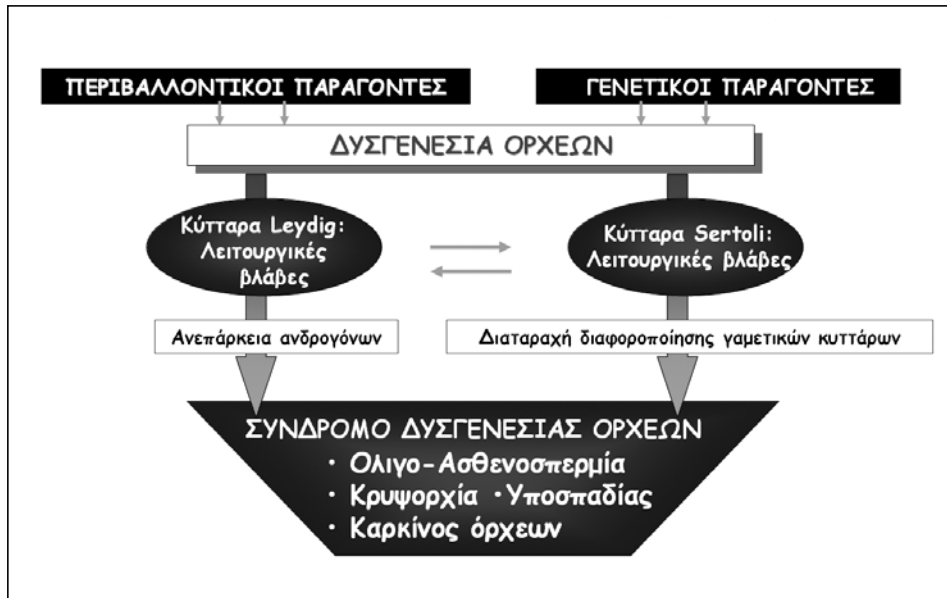 ΠΕΡΙΒΑΛΛΟΝΤΙΚΟΙ ΠΑΡΑΓΟΝΤΕΣ
ΓΕΝΕΤΙΚΟΙ ΠΑΡΑΓΟΝΤΕΣ
ΔΥΣΓΕΝΕΣΙΑ ΟΡΧΕΩΝ
Κύτταρα Leydig:
Λειτουργικές
βλάβες
Κύτταρα Sertoli:
Λειτουργικές
βλάβες
Ανεπάρκεια ανδρογόνων
Διαταραχή διαφοροποίησης γαμετικών κυττάρων
ΣΥΝΔΡΟΜΟ ΔΥΣΓΕΝΕΣΙΑΣ ΟΡΧΕΩΝ
· Ολιγο-Ασθενοσπερμία
· Κρυψορχία · Υποσπαδίας
· Καρκίνος όρχεων